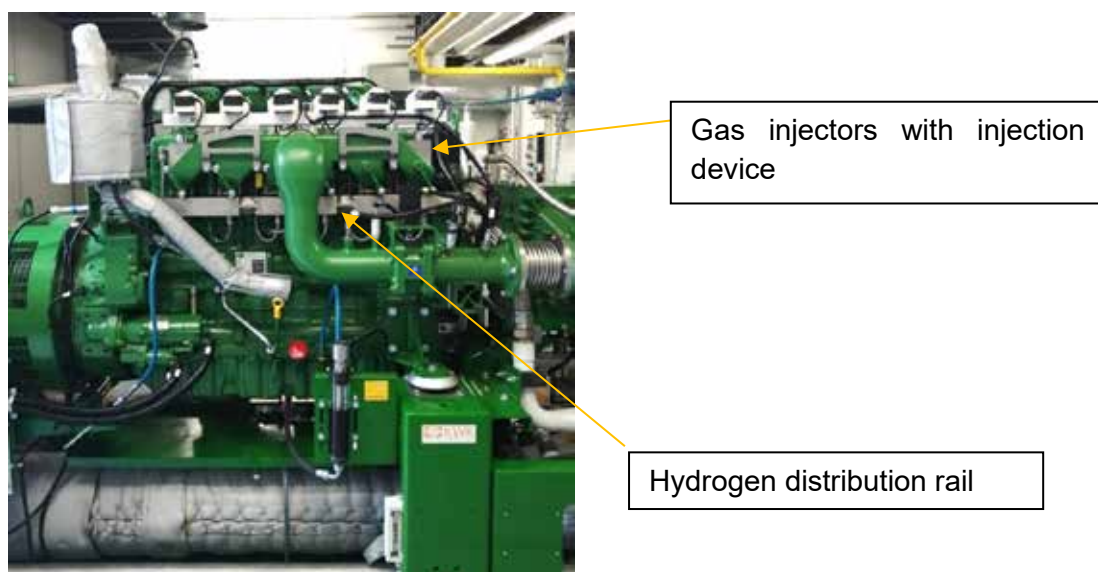 Gas injectors with injection
device
Hydrogen distribution rail